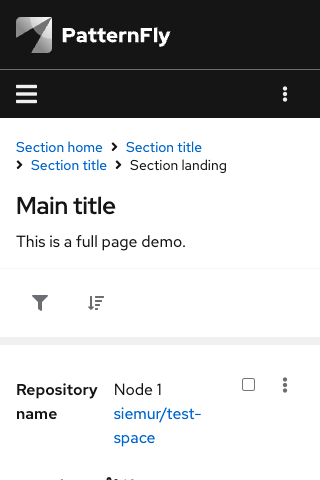 PatternFly
Section home > Section title
> Section title > Section landing
Main title
This is a full page demo.
Repository name
Node 1
siemur/test-space